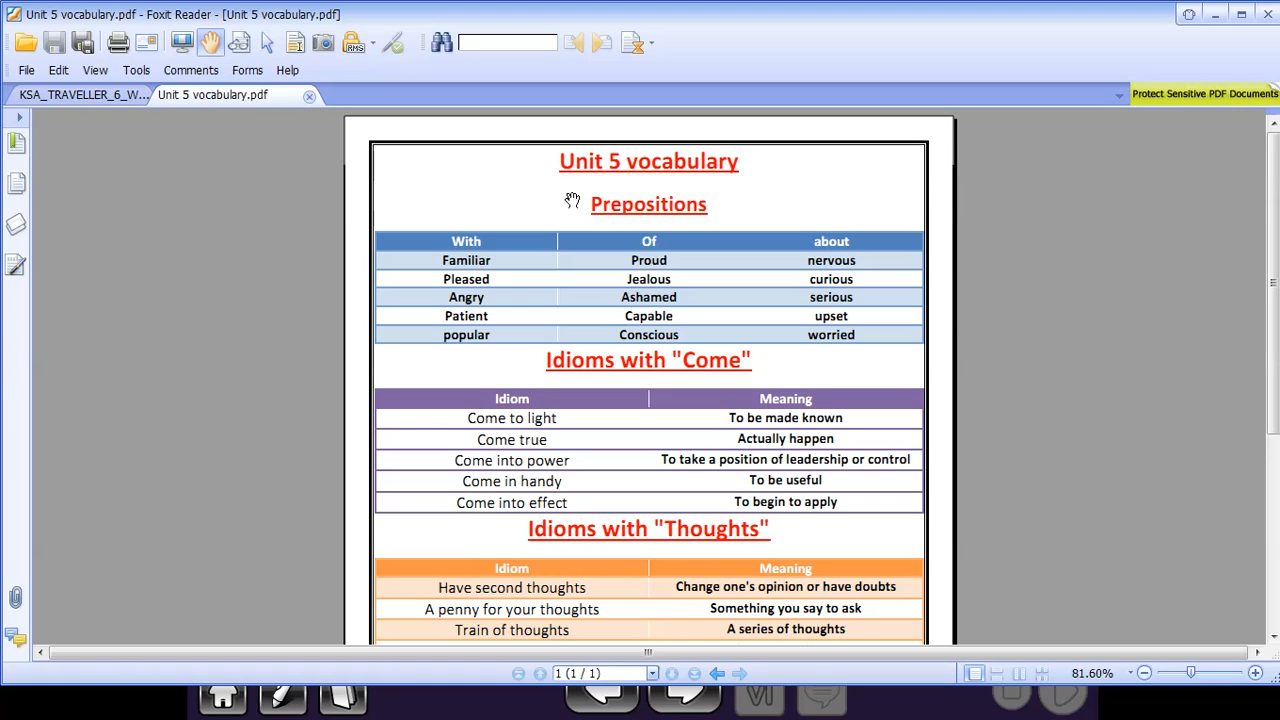 Unit 5 vocabulary.pdf - Foxit Reader - [Unit 5 vocabulary.pdf]
File Edit View Tools Comments Forms Help
KSA_TRAVELLER_6_W... Unit 5 vocabulary.pdf
Protect Sensitive PDF Documents
Unit 5 vocabulary
Prepositions
With Of about
Familiar Proud nervous
Pleased Jealous curious
Angry Ashamed serious
Patient Capable upset
popular Conscious worried
Idioms with "Come"
Idiom Meaning
Come to light To be made known
Come true Actually happen
Come into power To take a position of leadership or control
Come in handy To be useful
Come into effect To begin to apply
Idioms with "Thoughts"
Idiom Meaning
Have second thoughts Change one's opinion or have doubts
A penny for your thoughts Something you say to ask
Train of thoughts A series of thoughts
1 (1 / 1) 81.60%